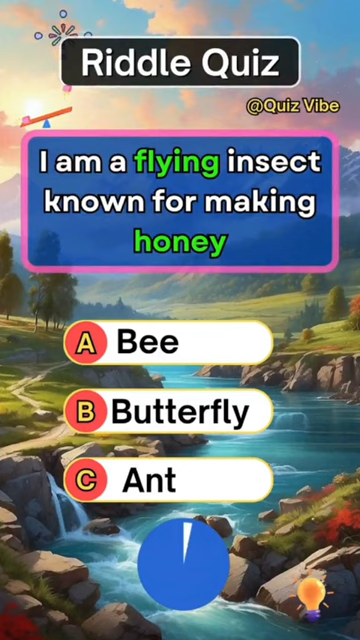 Riddle Quiz
@Quiz Vibe
I am a flying insect
known for making
honey
A Bee
B Butterfly
C Ant